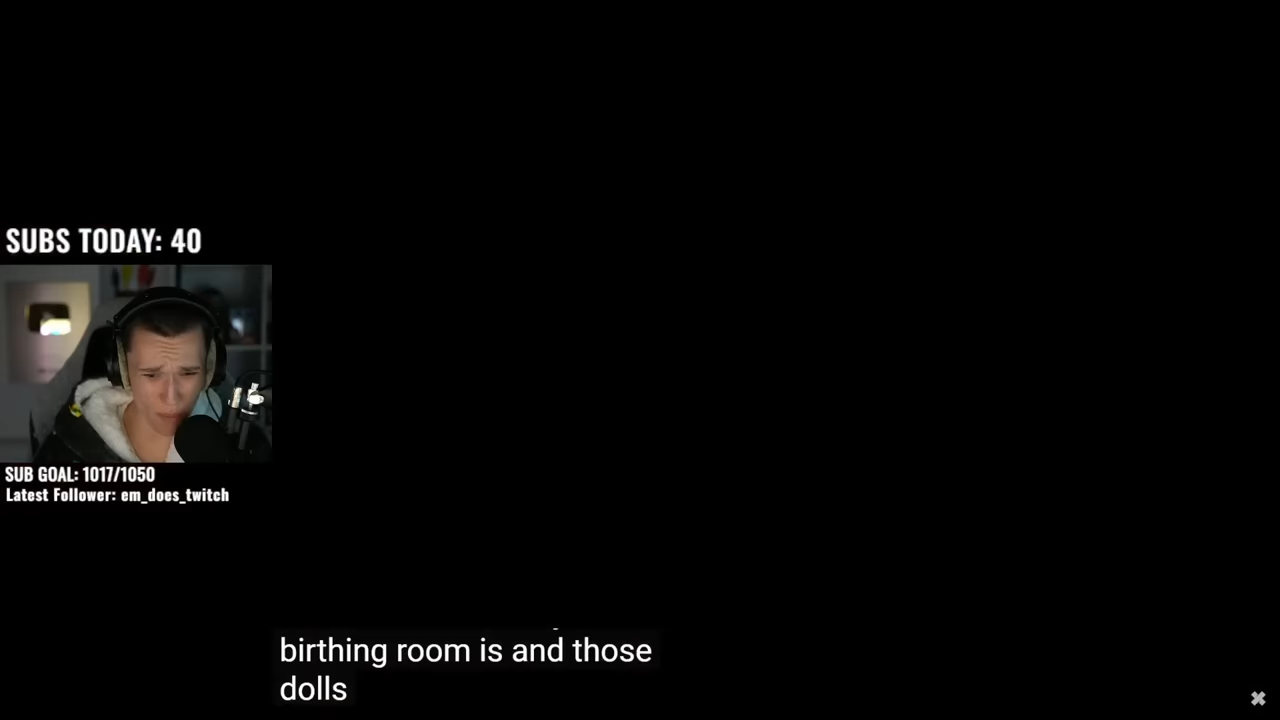 SUBS TODAY: 40
SUB GOAL: 1017/1050
Latest Follower: em_does_twitch
birthing room is and those
dolls